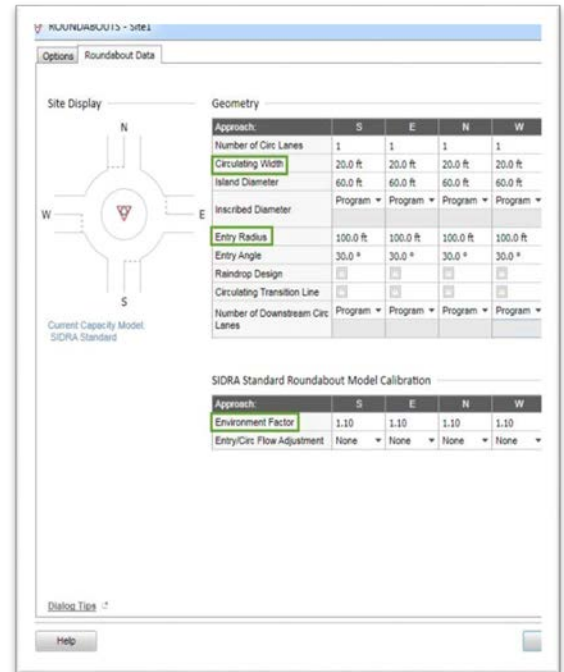 ROUNDABOUTS - Site1
Options Roundabout Data
Site Display
N
W E
S
Current Capacity Model:
SIDRA Standard
Geometry
Approach: S E N W
Number of Circ Lanes 1 1 1 1
Circulating Width 20.0 ft 20.0 ft 20.0 ft 20.0 ft
Island Diameter 60.0 ft 60.0 ft 60.0 ft 60.0 ft
Inscribed Diameter Program Program Program Program
Entry Radius 100.0 ft 100.0 ft 100.0 ft 100.0 ft
Entry Angle 30.0 ° 30.0 ° 30.0 ° 30.0 °
Raindrop Design
Circulating Transition Line
Number of Downstream Circ Program Program Program Program
Lanes
SIDRA Standard Roundabout Model Calibration
Approach: S E N W
Environment Factor 1.10 1.10 1.10 1.10
Entry/Circ Flow Adjustment None None None None
Dialog Tips
Help